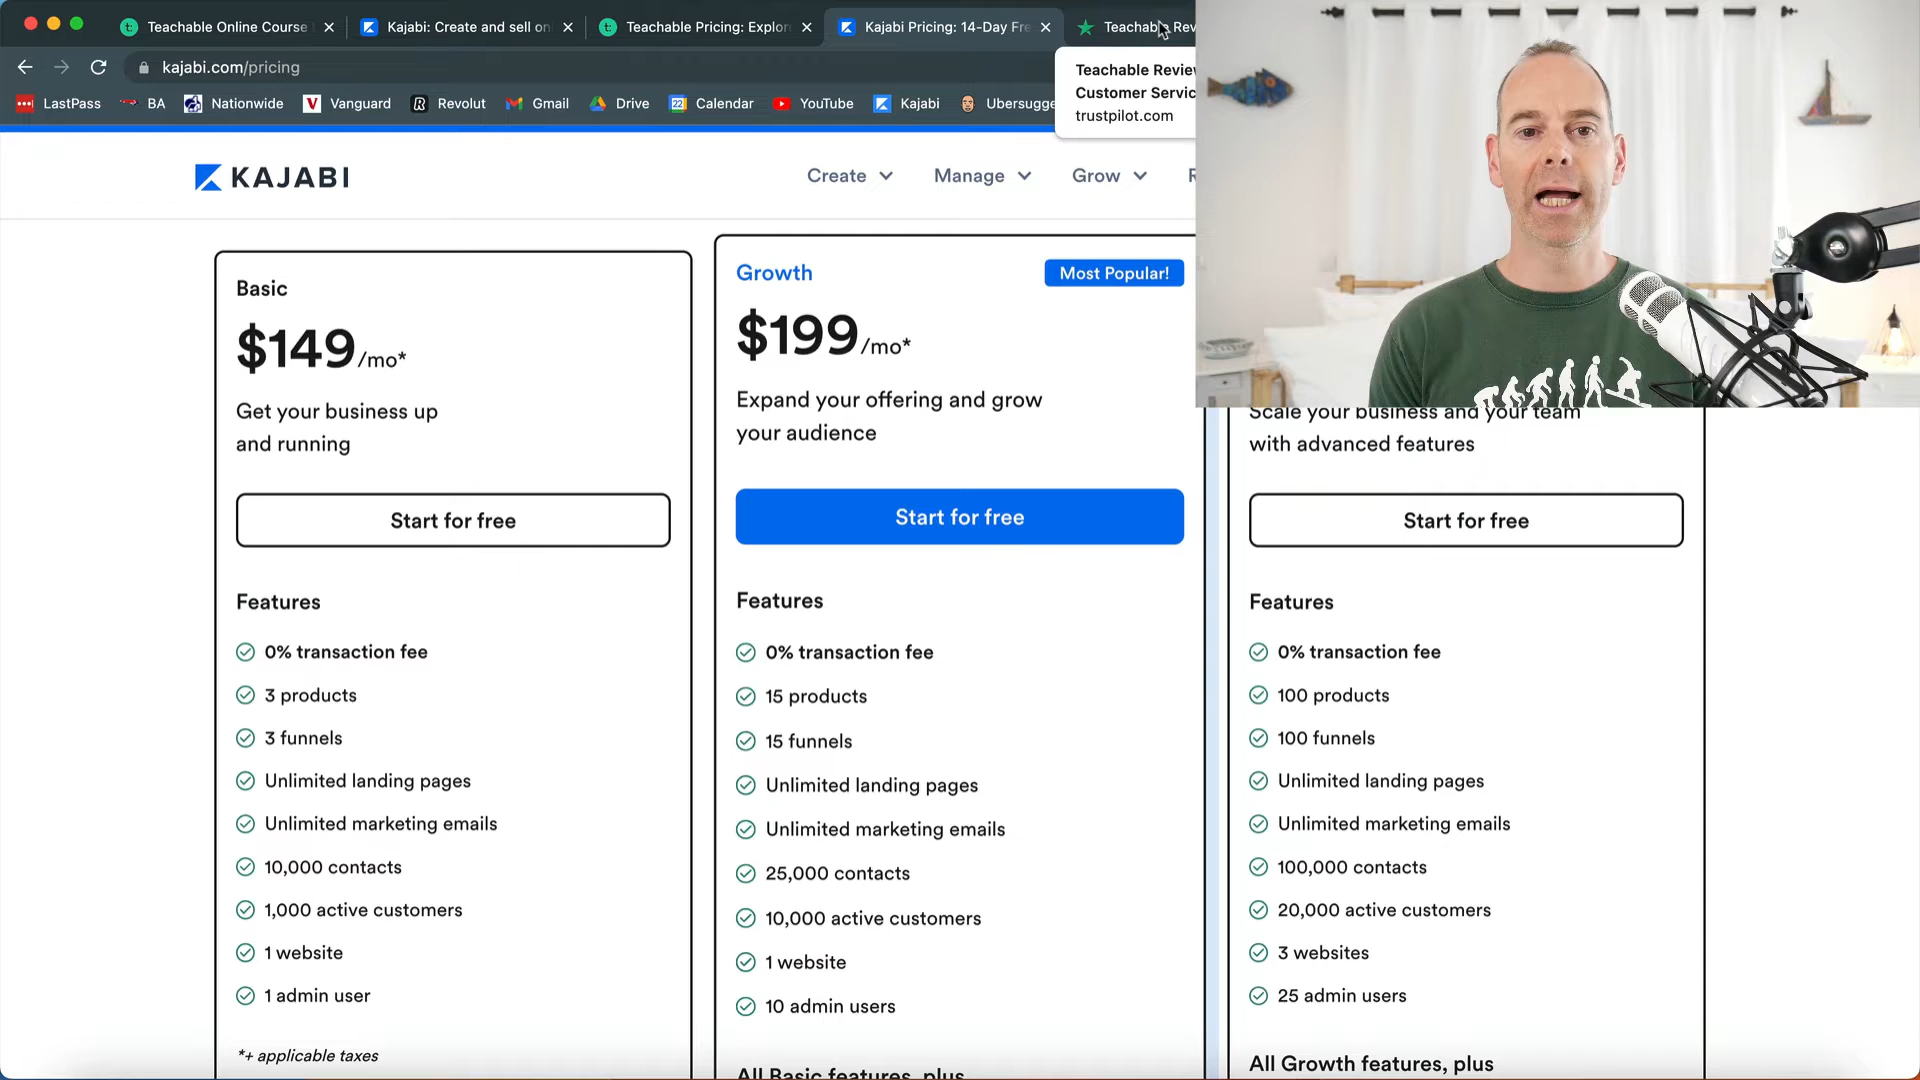 Teachable Online Course
Kajabi: Create and sell on
Teachable Pricing: Explore
Kajabi Pricing: 14-Day Fre
Teachable Rev
kajabi.com/pricing
LastPass
BA
Nationwide
Vanguard
Revolut
Gmail
Drive
22
Calendar
YouTube
Kajabi
Ubersugge
Teachable Review
Customer Servic
trustpilot.com
KAJABI
Create
Manage
Grow
Basic
$149/mo*
Get your business up
and running
Start for free
Features
0% transaction fee
3 products
3 funnels
Unlimited landing pages
Unlimited marketing emails
10,000 contacts
1,000 active customers
1 website
1 admin user
*+ applicable taxes
Growth
Most Popular!
$199/mo*
Expand your offering and grow
your audience
Start for free
Features
0% transaction fee
15 products
15 funnels
Unlimited landing pages
Unlimited marketing emails
25,000 contacts
10,000 active customers
1 website
10 admin users
All Basic features, plus
Scale your business and your team
with advanced features
Start for free
Features
0% transaction fee
100 products
100 funnels
Unlimited landing pages
Unlimited marketing emails
100,000 contacts
20,000 active customers
3 websites
25 admin users
All Growth features, plus